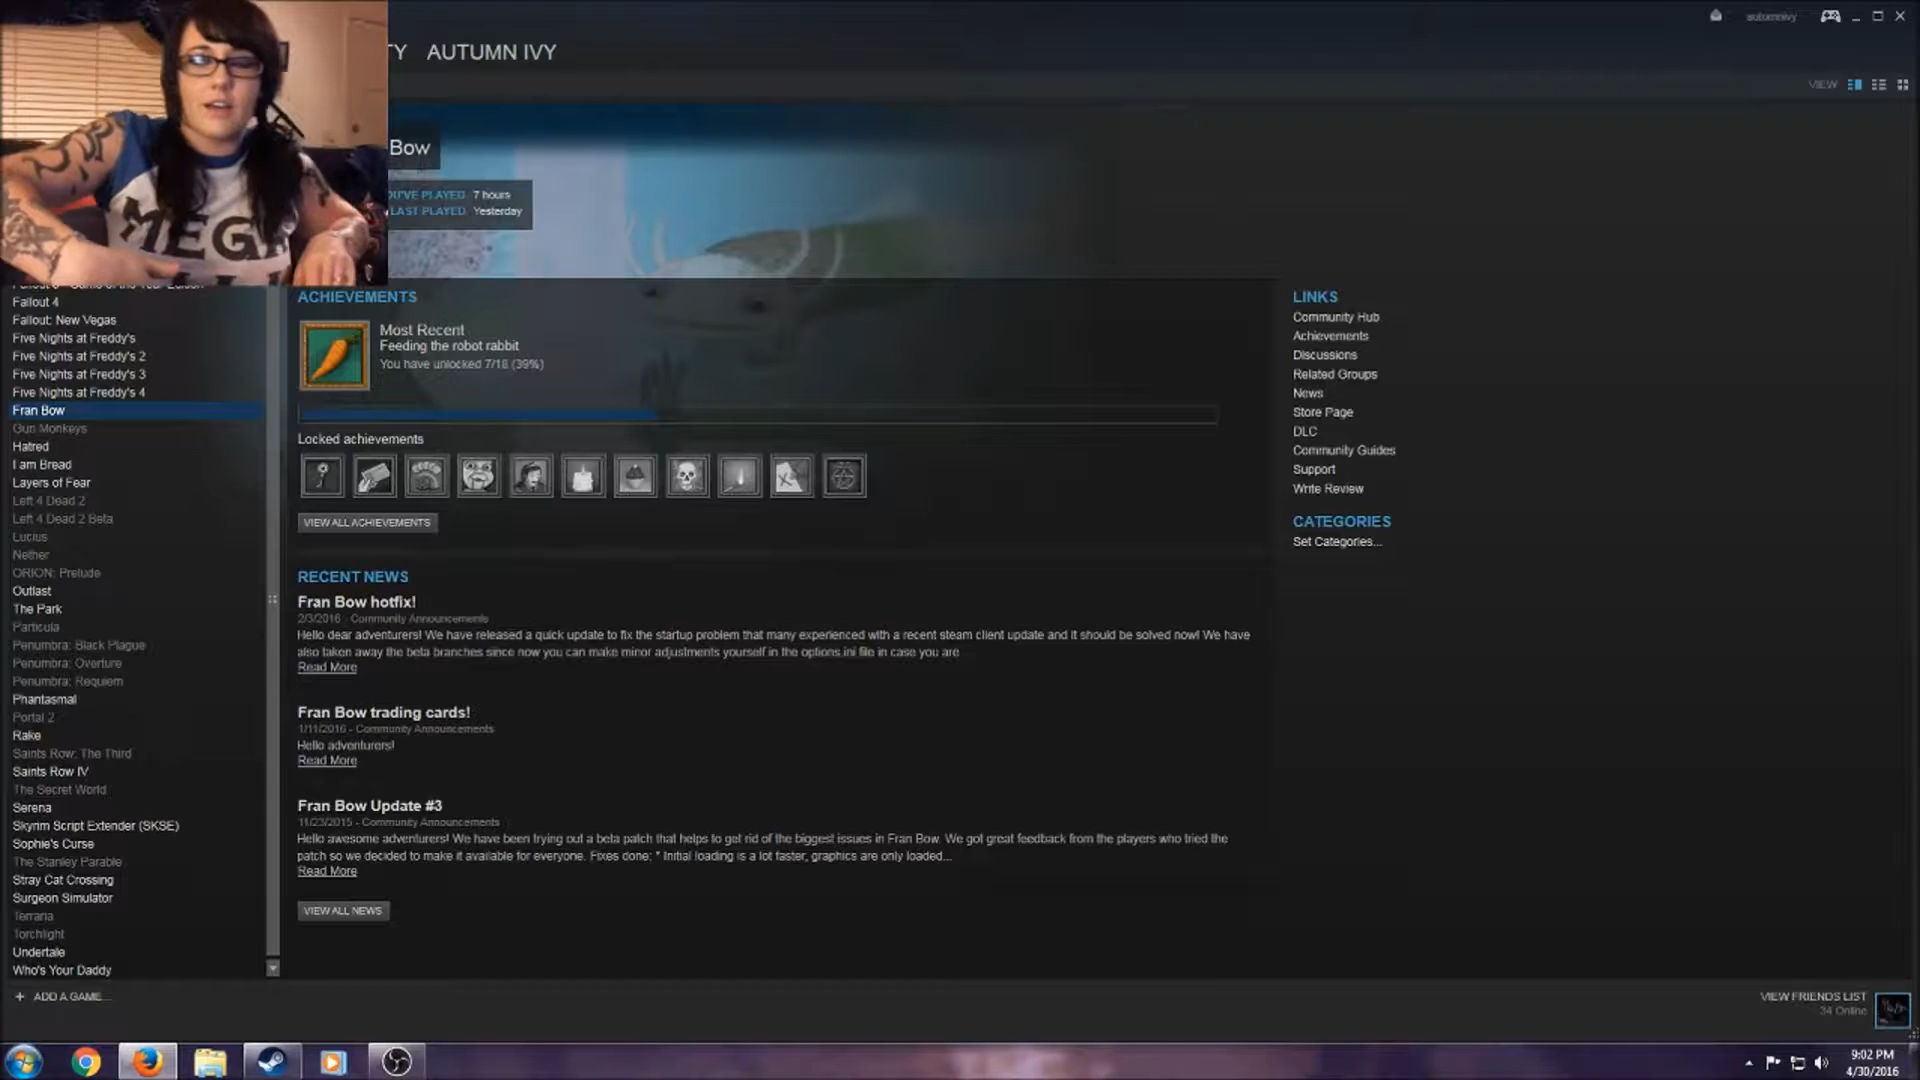 autumnivy
TY AUTUMN IVY
VIEW
Bow
MEG
YOU'VE PLAYED 7 hours
LAST PLAYED Yesterday
Fallout 4
Fallout: New Vegas
Five Nights at Freddy's
Five Nights at Freddy's 2
Five Nights at Freddy's 3
Five Nights at Freddy's 4
Fran Bow
Gun Monkeys
Hatred
I am Bread
Layers of Fear
Left 4 Dead 2
Left 4 Dead 2 Beta
Lucius
Nether
ORION: Prelude
Outlast
The Park
Particula
Penumbra: Black Plague
Penumbra: Overture
Penumbra: Requiem
Phantasmal
Portal 2
Rake
Saints Row: The Third
Saints Row IV
The Secret World
Serena
Skyrim Script Extender (SKSE)
Sophie's Curse
The Stanley Parable
Stray Cat Crossing
Surgeon Simulator
Terraria
Torchlight
Undertale
Who's Your Daddy
+ ADD A GAME...
ACHIEVEMENTS
Most Recent
Feeding the robot rabbit
You have unlocked 7/18 (39%)
Locked achievements
VIEW ALL ACHIEVEMENTS
RECENT NEWS
Fran Bow hotfix!
2/3/2016 - Community Announcements
Hello dear adventurers! We have released a quick update to fix the startup problem that many experienced with a recent steam client update and it should be solved now! We have
also taken away the beta branches since now you can make minor adjustments yourself in the options.ini file in case you are
Read More
Fran Bow trading cards!
1/11/2016 - Community Announcements
Hello adventurers!
Read More
Fran Bow Update #3
11/23/2015 - Community Announcements
Hello awesome adventurers! We have been trying out a beta patch that helps to get rid of the biggest issues in Fran Bow. We got great feedback from the players who tried the
patch so we decided to make it available for everyone. Fixes done: * Initial loading is a lot faster, graphics are only loaded...
Read More
VIEW ALL NEWS
LINKS
Community Hub
Achievements
Discussions
Related Groups
News
Store Page
DLC
Community Guides
Support
Write Review
CATEGORIES
Set Categories...
VIEW FRIENDS LIST
34 Online
9:02 PM
4/30/2016